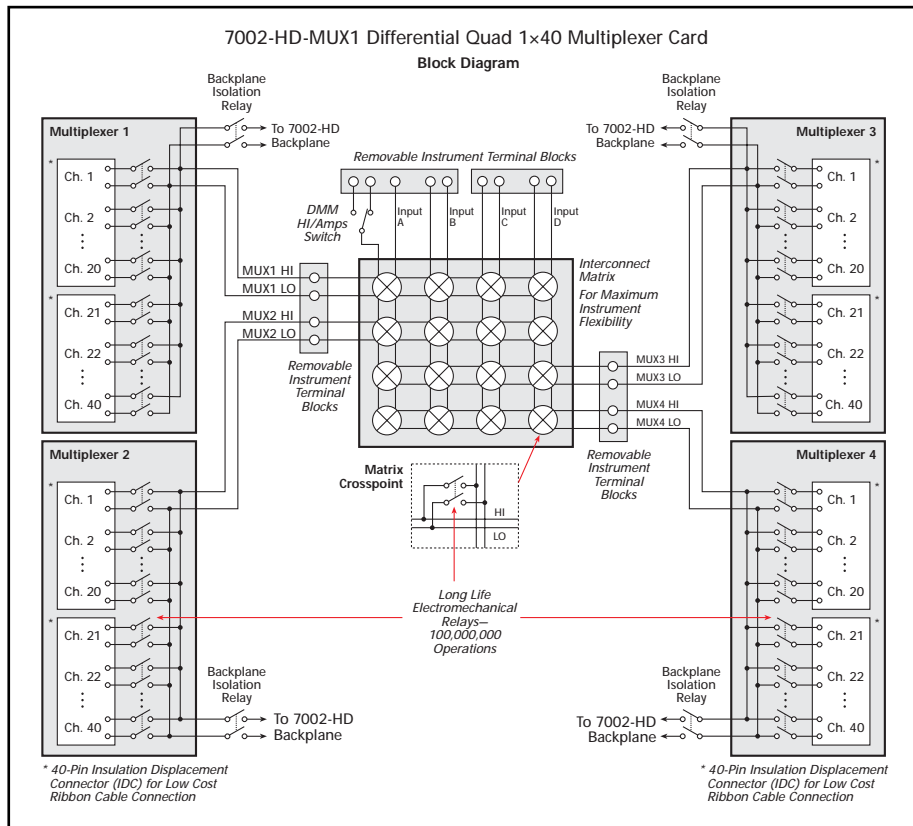 7002-HD-MUX1 Differential Quad 1×40 Multiplexer Card
Block Diagram
Backplane
Isolation
Relay
To 7002-HD
Backplane
Multiplexer 1
*
Ch. 1
Ch. 2
Ch. 20
*
Ch. 21
Ch. 22
Ch. 40
Removable Instrument Terminal Blocks
DMM
HI/Amps
Switch
Input
A
Input
B
Input
C
Input
D
Backplane
Isolation
Relay
To 7002-HD
Backplane
Multiplexer 3
*
Ch. 1
Ch. 2
Ch. 20
*
Ch. 21
Ch. 22
Ch. 40
MUX1 HI
MUX1 LO
MUX2 HI
MUX2 LO
Removable
Instrument
Terminal
Blocks
Interconnect
Matrix
For Maximum
Instrument
Flexibility
MUX3 HI
MUX3 LO
MUX4 HI
MUX4 LO
Removable
Instrument
Terminal
Blocks
Matrix
Crosspoint
HI
LO
Long Life
Electromechanical
Relays—
100,000,000
Operations
Multiplexer 2
*
Ch. 1
Ch. 2
Ch. 20
*
Ch. 21
Ch. 22
Ch. 40
Backplane
Isolation
Relay
To 7002-HD
Backplane
* 40-Pin Insulation Displacement
Connector (IDC) for Low Cost
Ribbon Cable Connection
Multiplexer 4
*
Ch. 1
Ch. 2
Ch. 20
*
Ch. 21
Ch. 22
Ch. 40
Backplane
Isolation
Relay
To 7002-HD
Backplane
* 40-Pin Insulation Displacement
Connector (IDC) for Low Cost
Ribbon Cable Connection